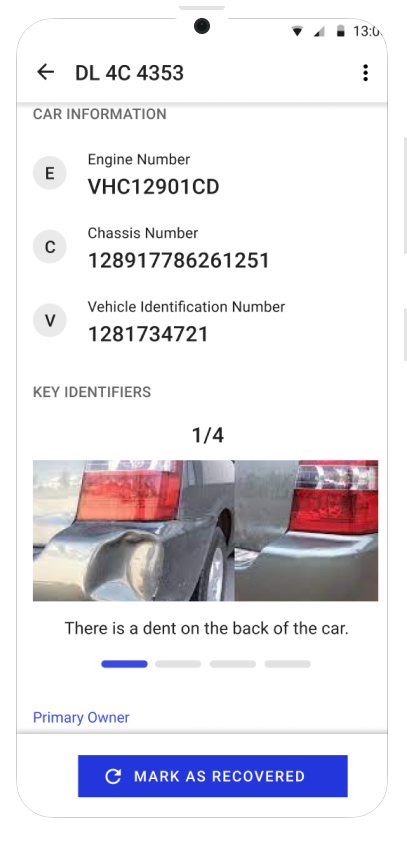 13:0
DL 4C 4353
CAR INFORMATION
E
Engine Number
VHC12901CD
C
Chassis Number
128917786261251
V
Vehicle Identification Number
1281734721
KEY IDENTIFIERS
1/4
There is a dent on the back of the car.
Primary Owner
MARK AS RECOVERED